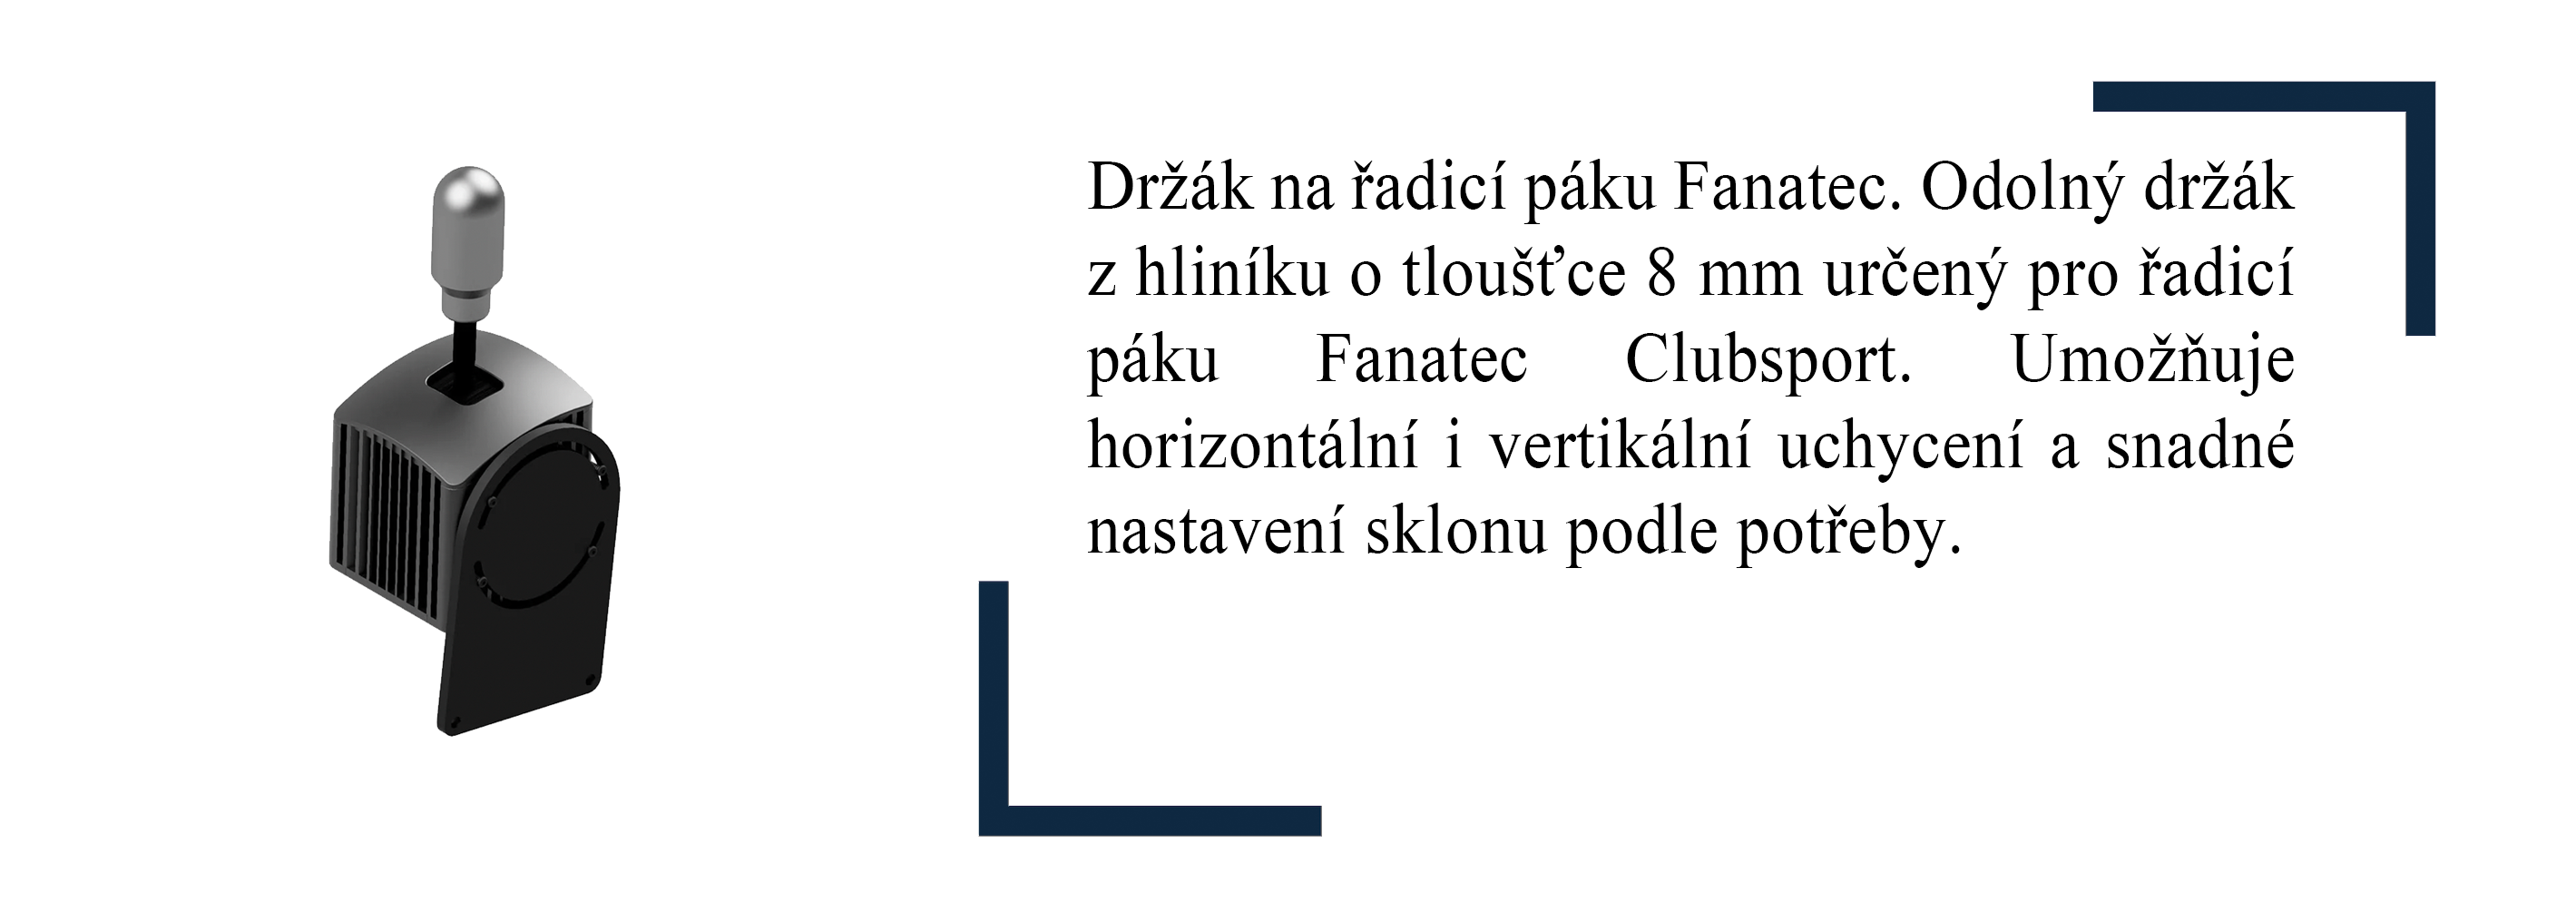 Držák na řadicí páku Fanatec. Odolný držák
z hliníku o tloušťce 8 mm určený pro řadicí
páku Fanatec Clubsport. Umožňuje
horizontální i vertikální uchycení a snadné
nastavení sklonu podle potřeby.